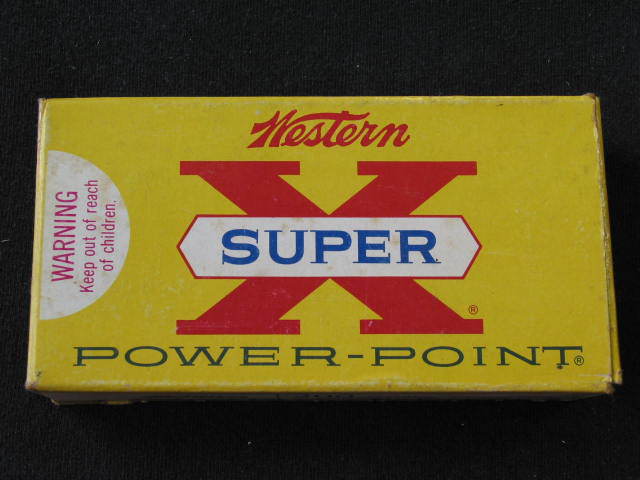 Western
X
SUPER
®
WARNING
Keep out of reach
of children.
POWER-POINT®